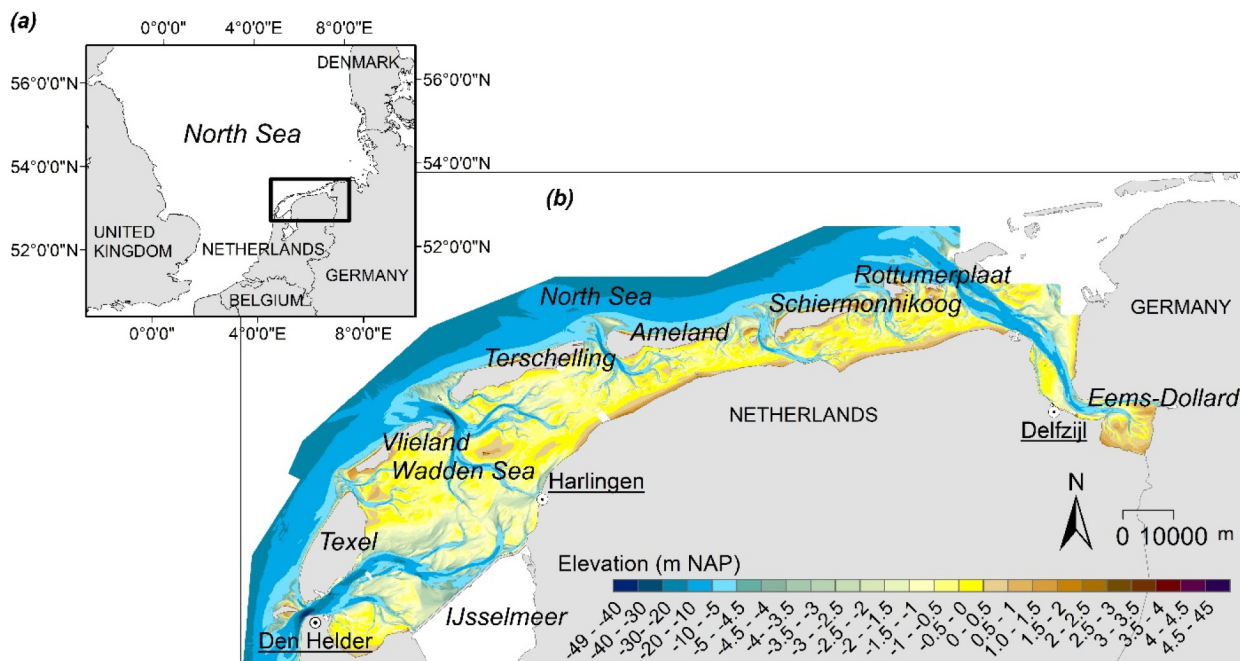 (a)
0°0'0" 4°0'0"E 8°0'0"E
DENMARK
56°0'0"N
56°0'0"N
North Sea
54°0'0"N
54°0'0"N
UNITED
KINGDOM
52°0'0"N
52°0'0"N
NETHERLANDS
GERMANY
BELGIUM
0°0'0" 4°0'0"E 8°0'0"E
(b)
Rottumerplaat
North Sea
Schiermonnikoog
GERMANY
Ameland
Terschelling
Eems-Dollard
NETHERLANDS
Delfzijl
Vlieland
Wadden Sea
Harlingen
N
0 10000 m
Texel
Elevation (m NAP)
IJsselmeer
Den Helder
-49 - -40
-40 - -30
-30 - -20
-20 - -10
-10 - -5
-5 - -4.5
-4.5 - -4
-4 - -3.5
-3.5 - -3
-3 - -2.5
-2.5 - -2
-2 - -1.5
-1.5 - -1
-1 - -0.5
-0.5 - 0
0 - 0.5
0.5 - 1
1.0 - 1.5
1.5 - 2
2 - 2.5
2.5 - 3
3 - 3.5
3.5 - 4
4 - 4.5
4.5 - 45